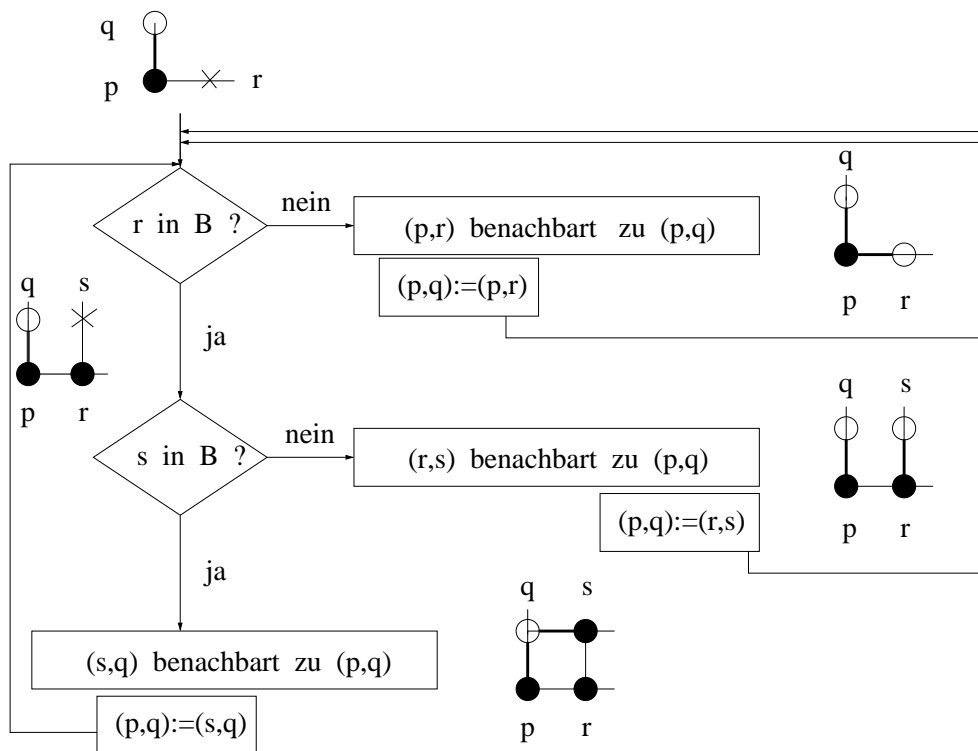 q
p r
r in B ?
nein
(p,r) benachbart zu (p,q)
(p,q):=(p,r)
q
p r
q s
p r
ja
s in B ?
nein
(r,s) benachbart zu (p,q)
(p,q):=(r,s)
q s
p r
ja
(s,q) benachbart zu (p,q)
(p,q):=(s,q)
q s
p r